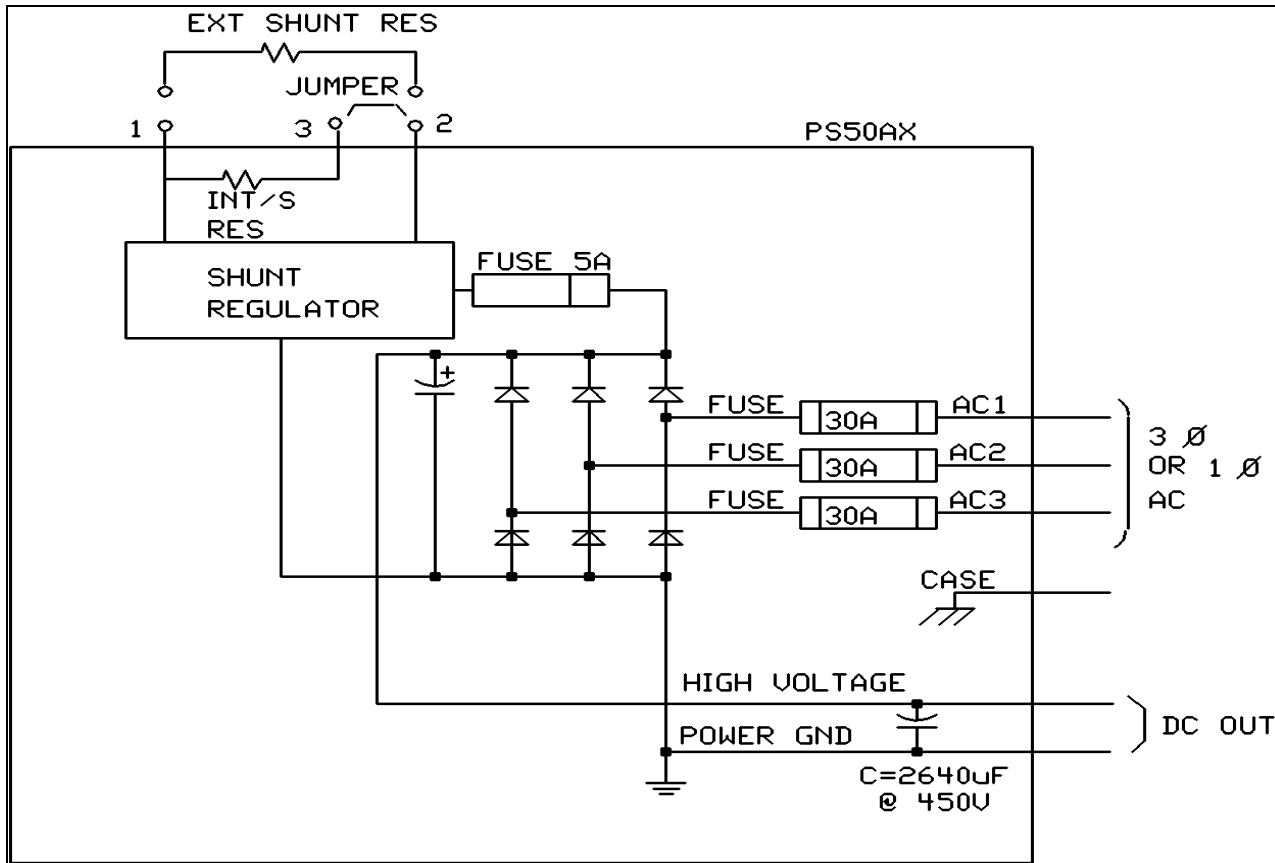 EXT SHUNT RES
JUMPER
1
3
2
PS50AX
INT/S
RES
SHUNT
REGULATOR
FUSE 5A
+
FUSE
30A
AC1
FUSE
30A
AC2
FUSE
30A
AC3
3 Ø
OR 1 Ø
AC
CASE
HIGH VOLTAGE
POWER GND
DC OUT
C=2640uF
@ 450V